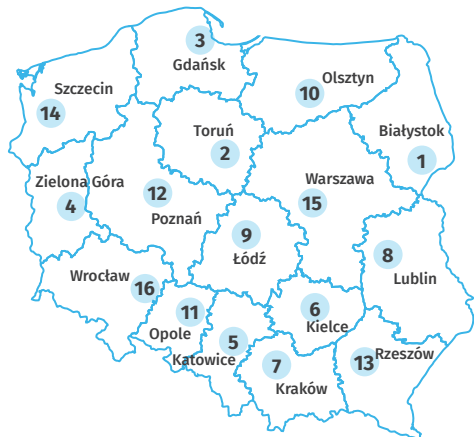 3
Gdańsk
Olsztyn
10
Szczecin
14
Toruń
2
Białystok
1
Zielona Góra
4
12
Poznań
Warszawa
15
9
Łódź
8
Lublin
Wrocław
16
11
Opole
6
Kielce
5
Katowice
7
Kraków
13
Rzeszów